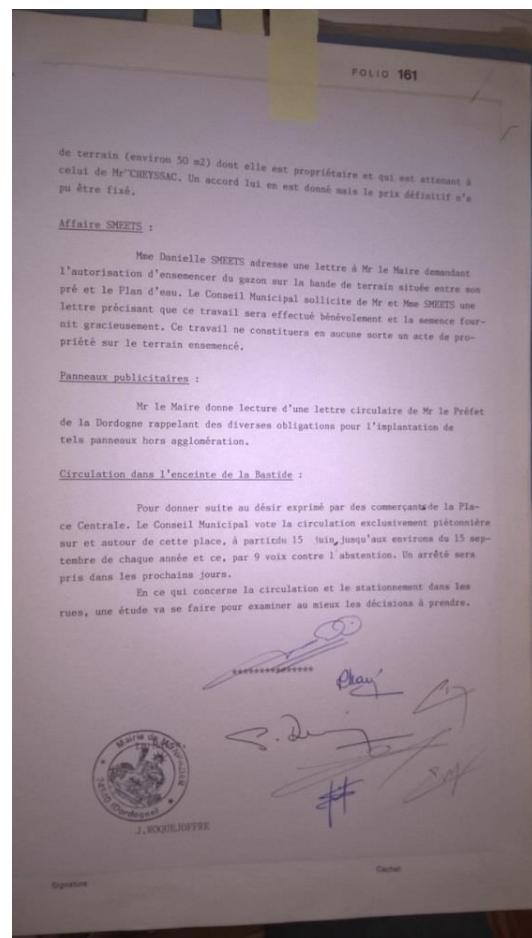 FOLIO 161
de terrain (environ 50 m2) dont elle est propriétaire et qui est attenant à
celui de Mr CHEYSSAC. Un accord lui en est donné mais le prix définitif n'a
pu être fixé.
Affaire SMEETS :
Mme Danielle SMEETS adresse une lettre à Mr le Maire demandant
l'autorisation d'ensemencer du gazon sur la bande de terrain située entre son
pré et le Plan d'eau. Le Conseil Municipal sollicite de Mr et Mme SMEETS une
lettre précisant que ce travail sera effectué bénévolement et la semence four-
nit gracieusement. Ce travail ne constituera en aucune sorte un acte de pro-
priété sur le terrain ensemencé.
Panneaux publicitaires :
Mr le Maire donne lecture d'une lettre circulaire de Mr le Préfet
de la Dordogne rappelant des diverses obligations pour l'implantation de
tels panneaux hors agglomération.
Circulation dans l'enceinte de la Bastide :
Pour donner suite au désir exprimé par des commerçants de la Pla-
ce Centrale. Le Conseil Municipal vote la circulation exclusivement piétonnière
sur et autour de cette place, à partirdu 15 juin, jusqu'aux environs du 15 sep-
tembre de chaque année et ce, par 9 voix contre 1 abstention. Un arrêté sera
pris dans les prochains jours.
En ce qui concerne la circulation et le stationnement dans les
rues, une étude va se faire pour examiner au mieux les décisions à prendre.
Mairie de
(Dordogne)
J. ROQUEJOFFRE
Signature
Cachet